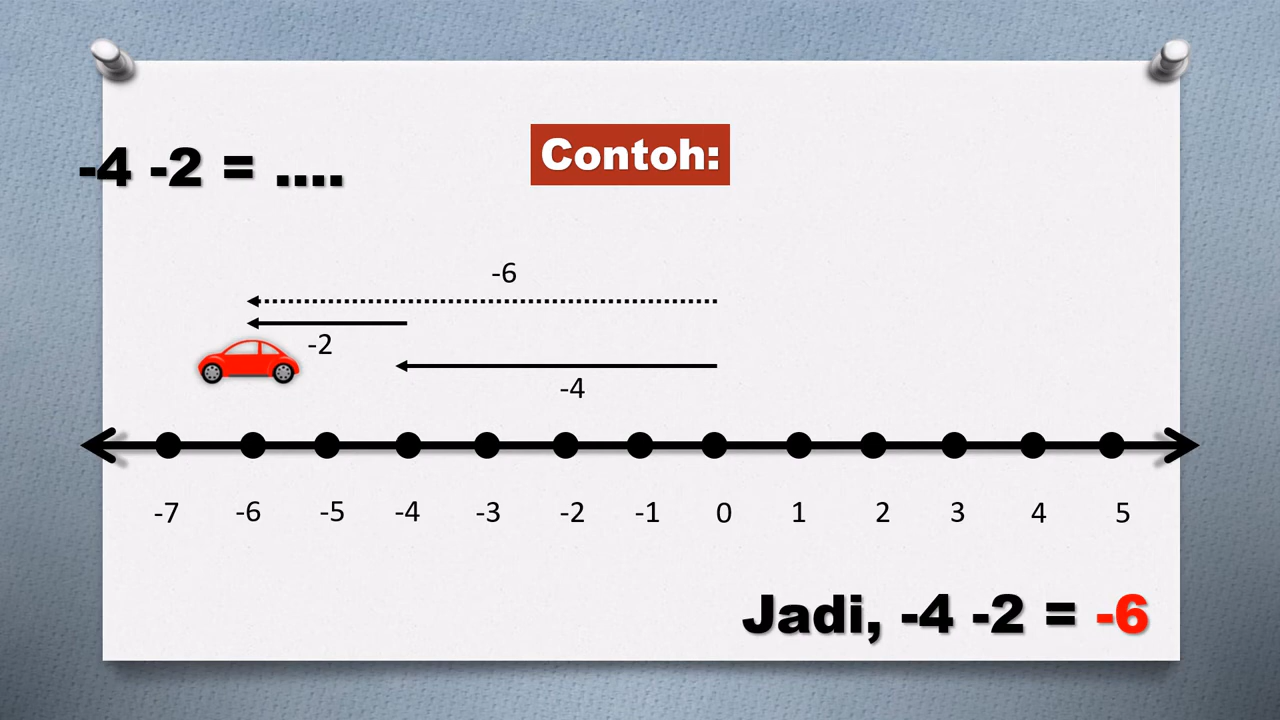 Contoh:
-4 -2 = ....
-6
-2
-4
-7 -6 -5 -4 -3 -2 -1 0 1 2 3 4 5
Jadi, -4 -2 = -6